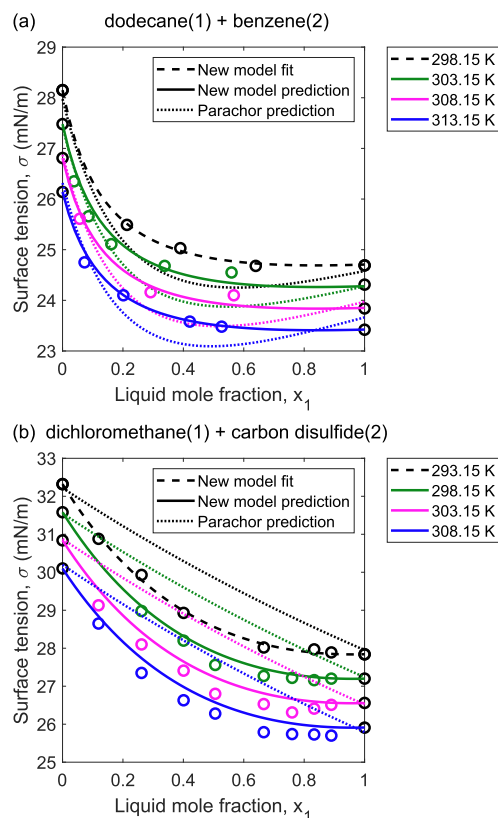 (a) dodecane(1) + benzene(2)
29
28
27
26
25
24
23
0
0.2
0.4
0.6
0.8
1
Surface tension, σ (mN/m)
Liquid mole fraction, x1
New model fit
New model prediction
Parachor prediction
298.15 K
303.15 K
308.15 K
313.15 K
(b) dichloromethane(1) + carbon disulfide(2)
33
32
31
30
29
28
27
26
25
24
0
0.2
0.4
0.6
0.8
1
Surface tension, σ (mN/m)
Liquid mole fraction, x1
New model fit
New model prediction
Parachor prediction
293.15 K
298.15 K
303.15 K
308.15 K